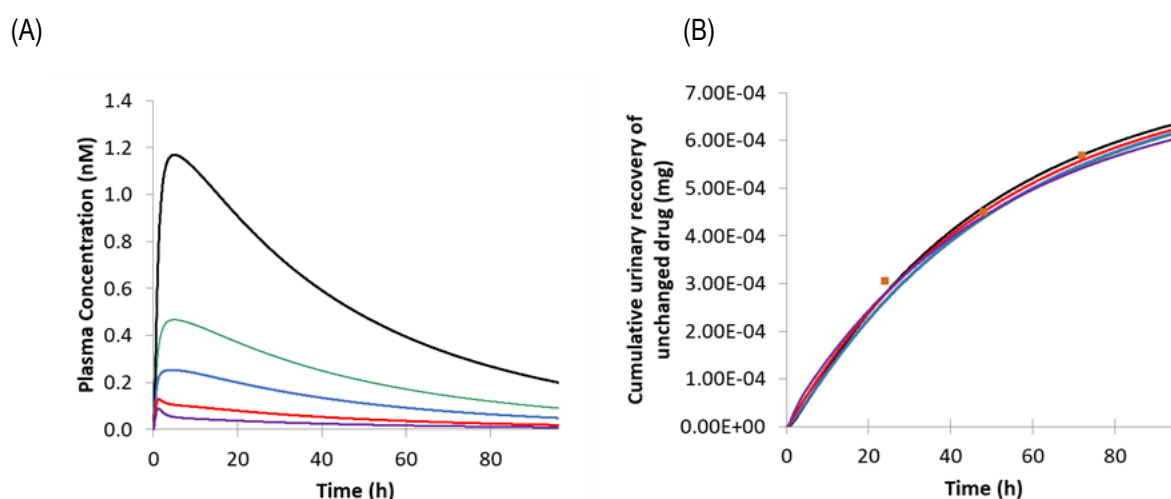 (A)
(B)
Plasma Concentration (nM)
1.4
1.2
1.0
0.8
0.6
0.4
0.2
0.0
0 20 40 60 80
Time (h)
Cumulative urinary recovery of
unchanged drug (mg)
7.00E-04
6.00E-04
5.00E-04
4.00E-04
3.00E-04
2.00E-04
1.00E-04
0.00E+00
0 20 40 60 80
Time (h)